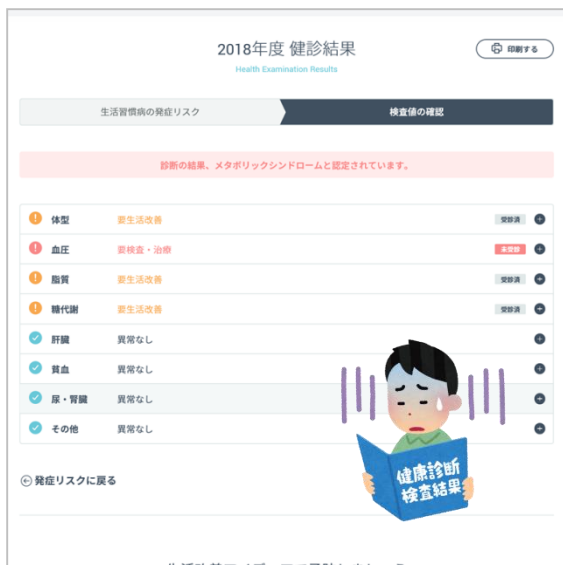 2018年度 健診結果
Health Examination Results
印刷する
生活習慣病の発症リスク
検査値の確認
診断の結果、メタボリックシンドロームと認定されています。
体型 要生活改善 受診済
血圧 要検査・治療 未受診
脂質 要生活改善 受診済
糖代謝 要生活改善 受診済
肝臓 異常なし
貧血 異常なし
尿・腎臓 異常なし
その他 異常なし
健康診断
検査結果
発症リスクに戻る